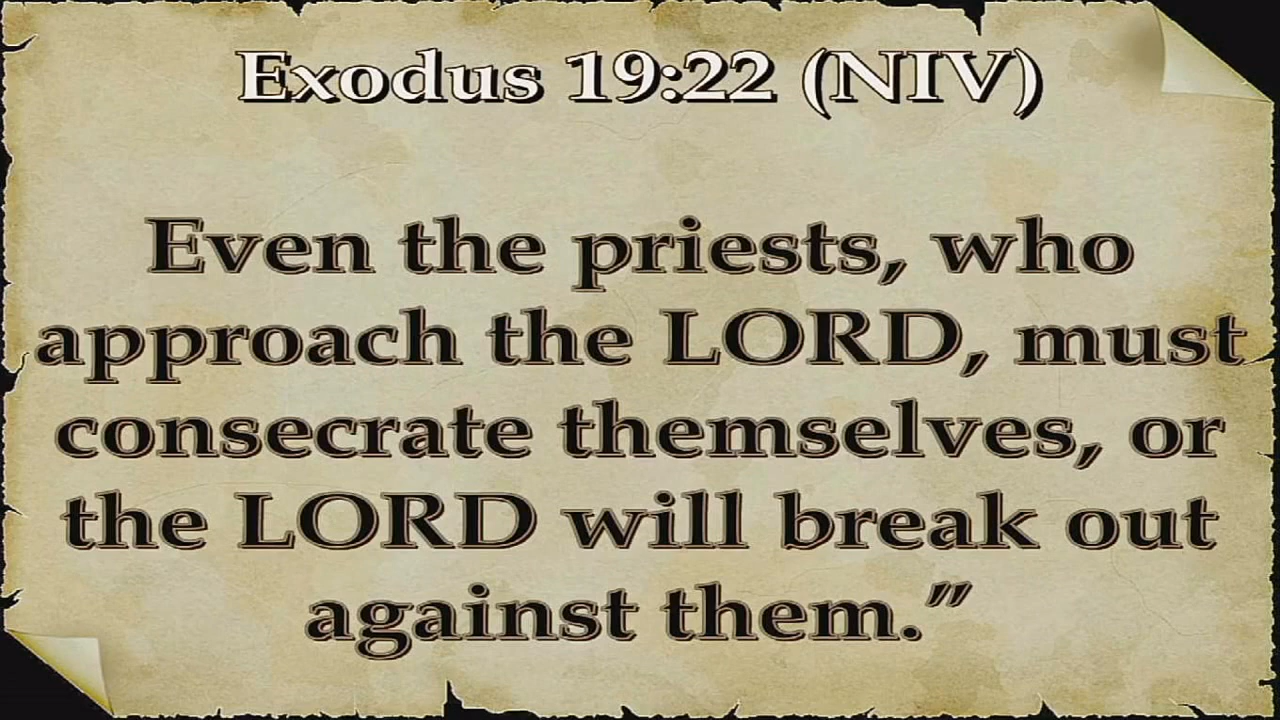 Exodus 19:22 (NIV)
Even the priests, who
approach the LORD, must
consecrate themselves, or
the LORD will break out
against them.”